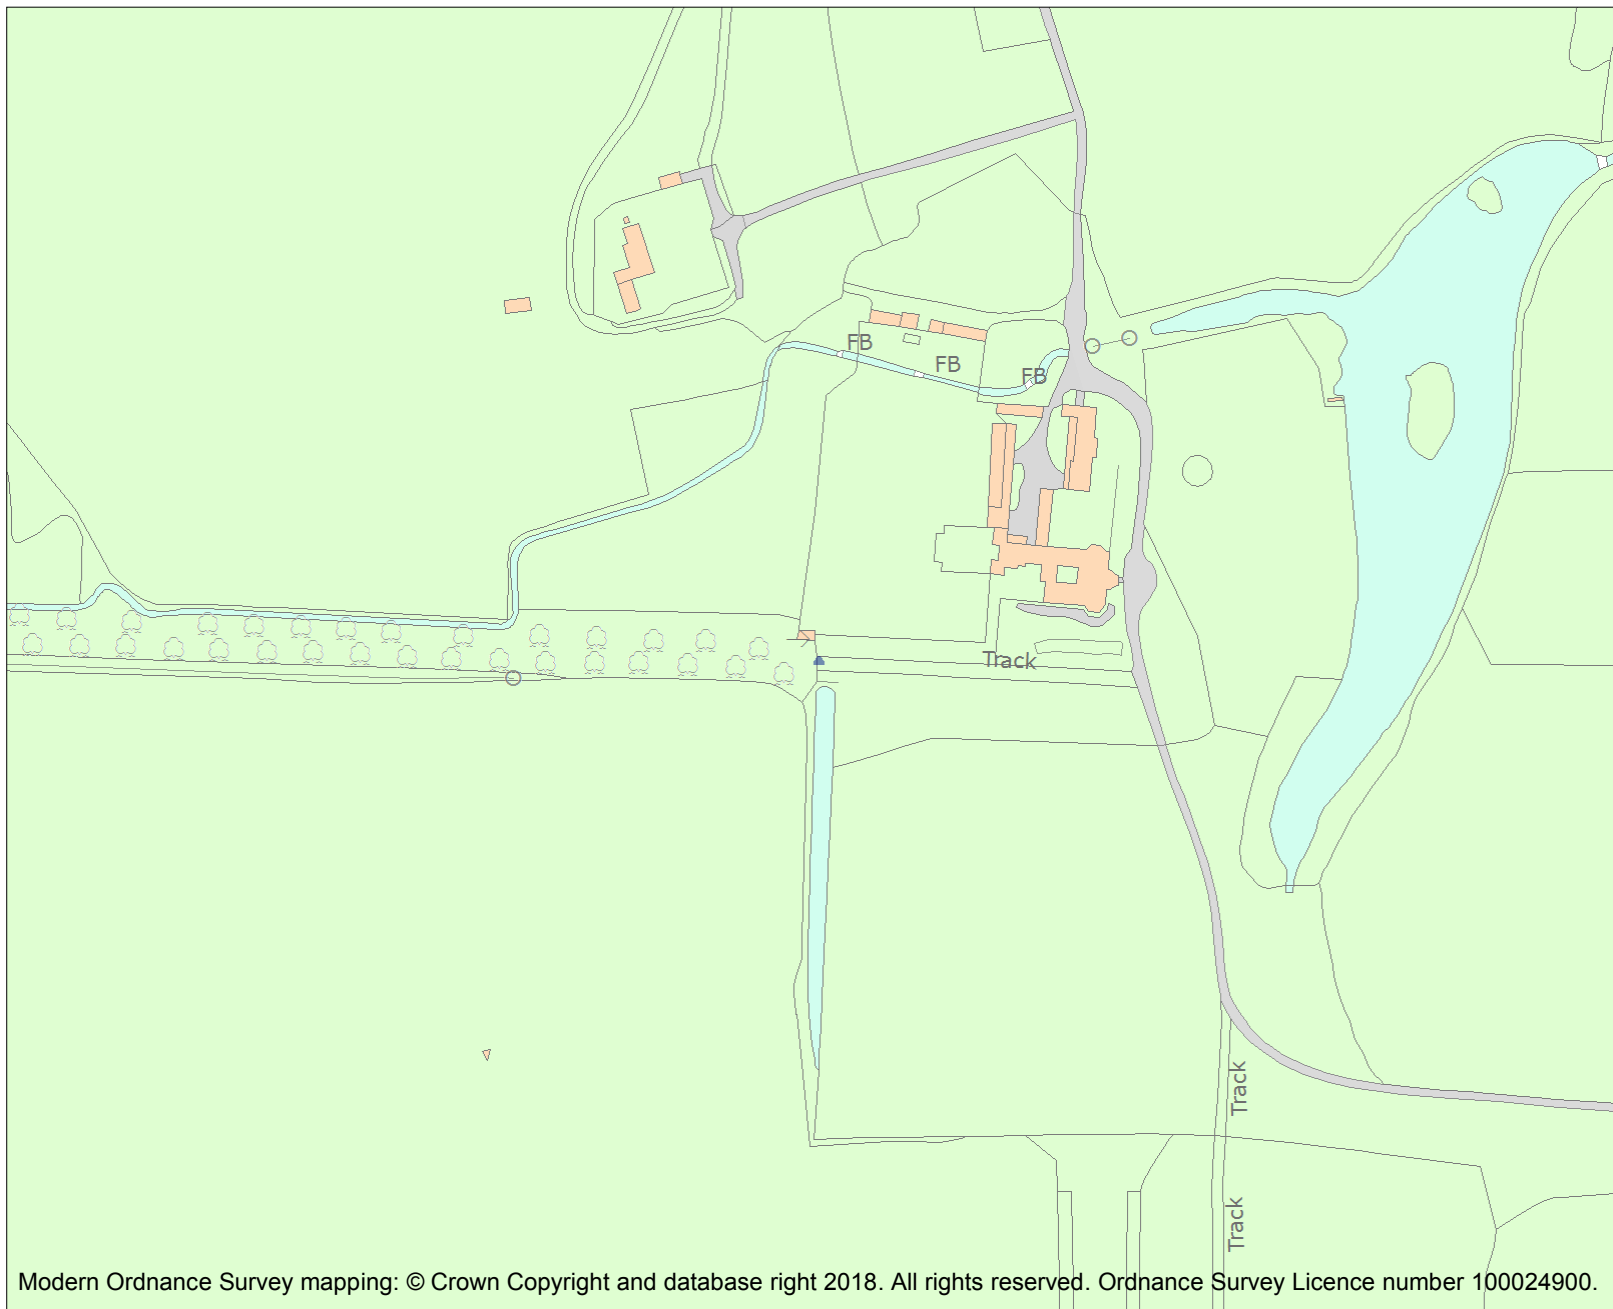 FB
FB
FB
Track
Track
Track
Modern Ordnance Survey mapping: © Crown Copyright and database right 2018. All rights reserved. Ordnance Survey Licence number 100024900.